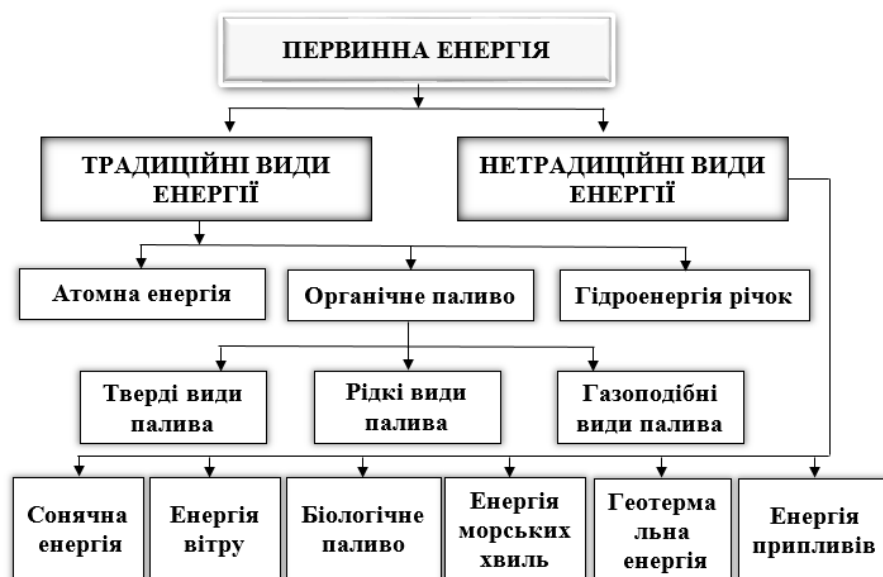 ПЕРВИННА ЕНЕРГІЯ
ТРАДИЦІЙНІ ВИДИ
ЕНЕРГІЇ
НЕТРАДИЦІЙНІ ВИДИ
ЕНЕРГІЇ
Атомна енергія
Органічне паливо
Гідроенергія річок
Тверді види
палива
Рідкі види
палива
Газоподібні
види палива
Сонячна
енергія
Енергія
вітру
Біологічне
паливо
Енергія
морських
хвиль
Геотерма
льна
енергія
Енергія
припливів